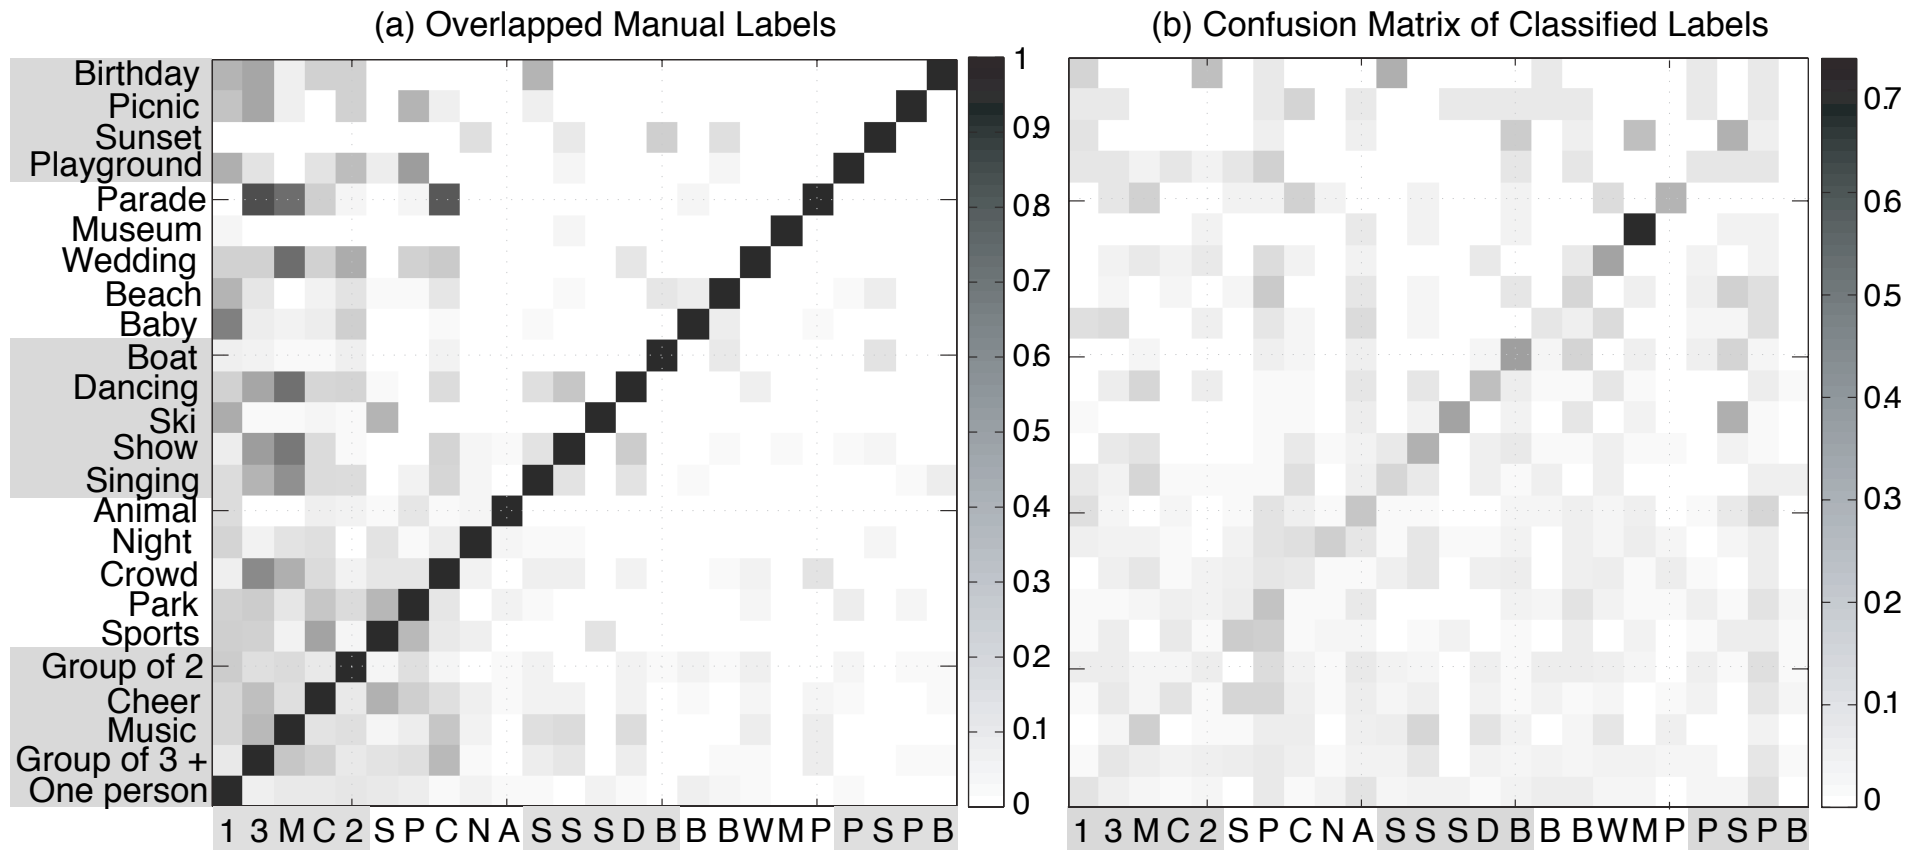 (a) Overlapped Manual Labels
(b) Confusion Matrix of Classified Labels
Birthday
Picnic
Sunset
Playground
Parade
Museum
Wedding
Beach
Baby
Boat
Dancing
Ski
Show
Singing
Animal
Night
Crowd
Park
Sports
Group of 2
Cheer
Music
Group of 3 +
One person
1 3 M C 2 S P C N A S S S D B B B W M P P S P B
1
0.9
0.8
0.7
0.6
0.5
0.4
0.3
0.2
0.1
0
1 3 M C 2 S P C N A S S S D B B B W M P P S P B
0.7
0.6
0.5
0.4
0.3
0.2
0.1
0